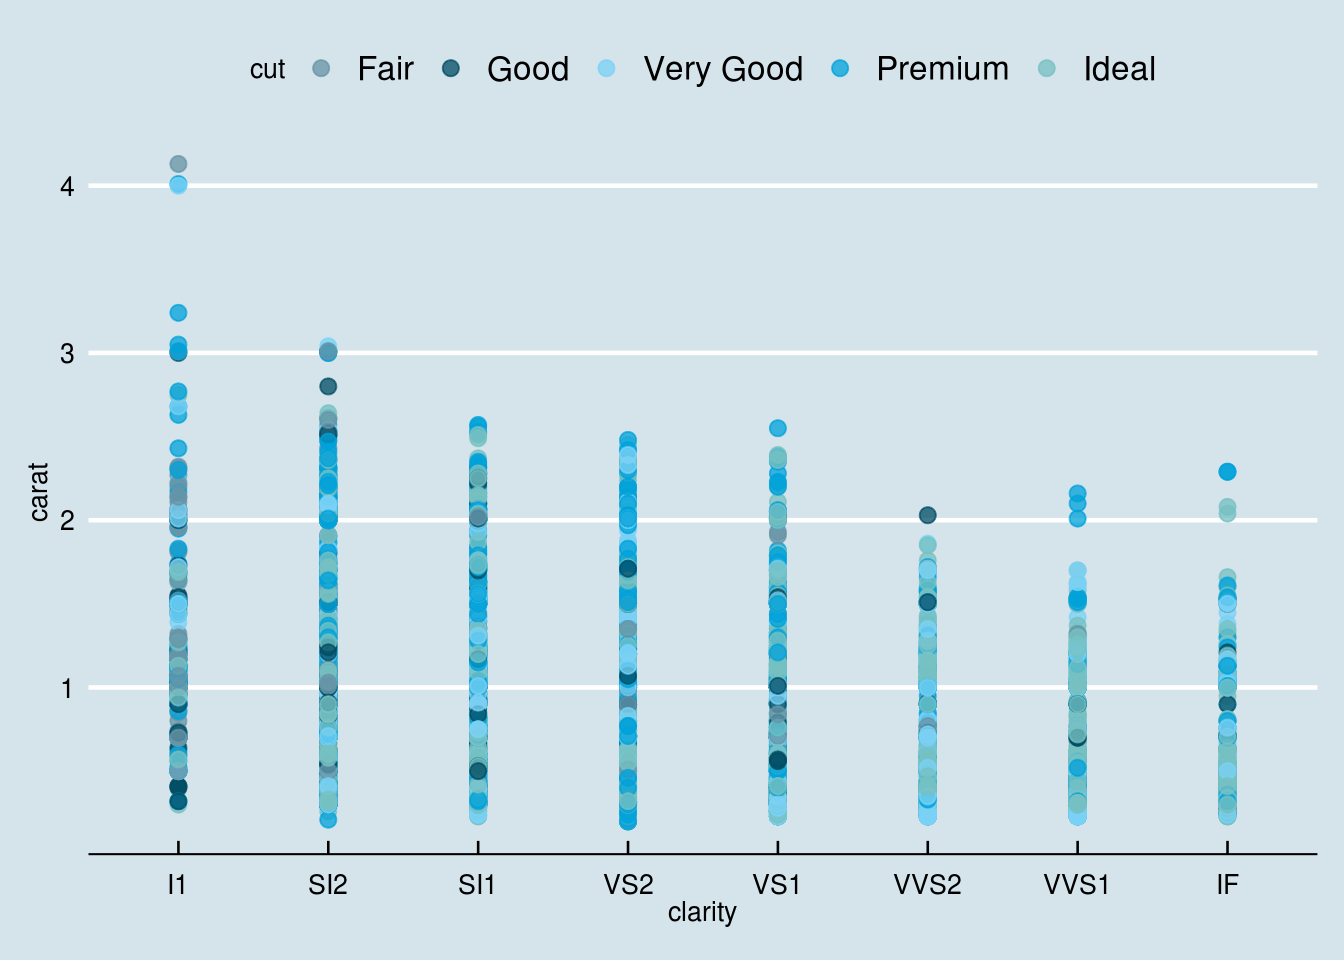 cut Fair Good Very Good Premium Ideal
4
3
2
1
carat
I1 SI2 SI1 VS2 VS1 VVS2 VVS1 IF
clarity